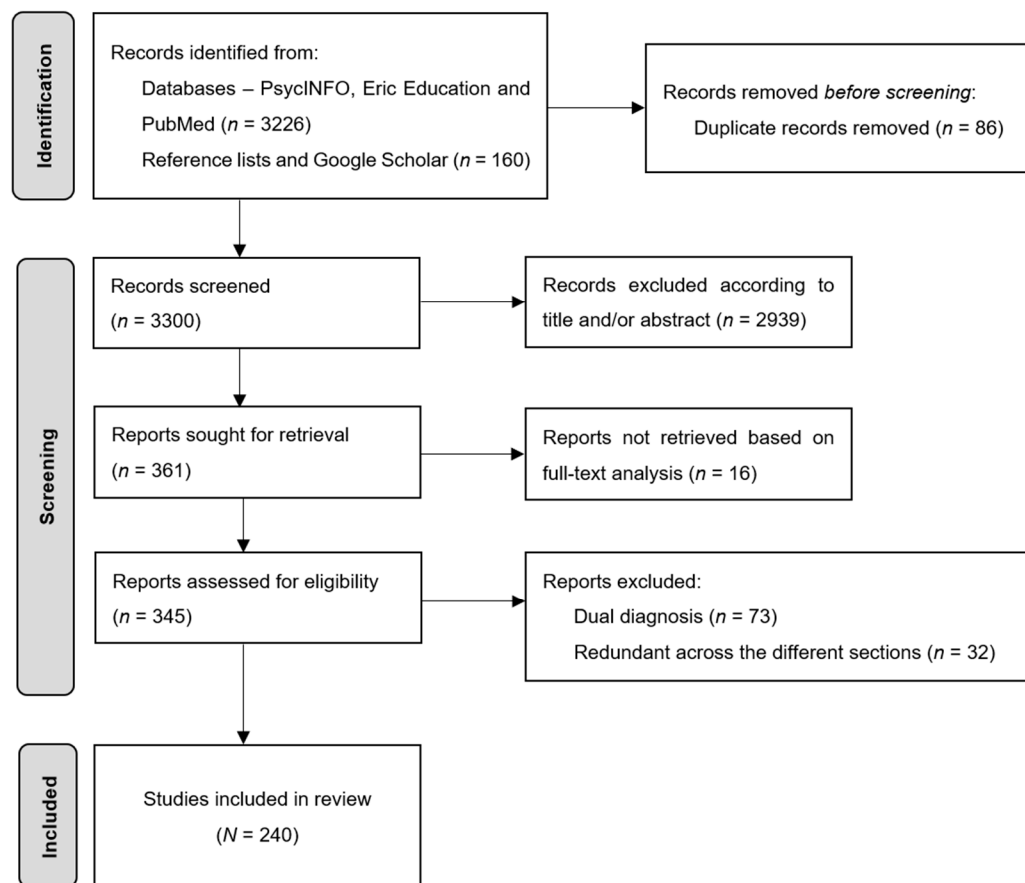 Identification
Records identified from:
Databases – PsycINFO, Eric Education and
PubMed (n = 3226)
Reference lists and Google Scholar (n = 160)
Records removed before screening:
Duplicate records removed (n = 86)
Screening
Records screened
(n = 3300)
Records excluded according to
title and/or abstract (n = 2939)
Reports sought for retrieval
(n = 361)
Reports not retrieved based on
full-text analysis (n = 16)
Reports assessed for eligibility
(n = 345)
Reports excluded:
Dual diagnosis (n = 73)
Redundant across the different sections (n = 32)
Included
Studies included in review
(N = 240)